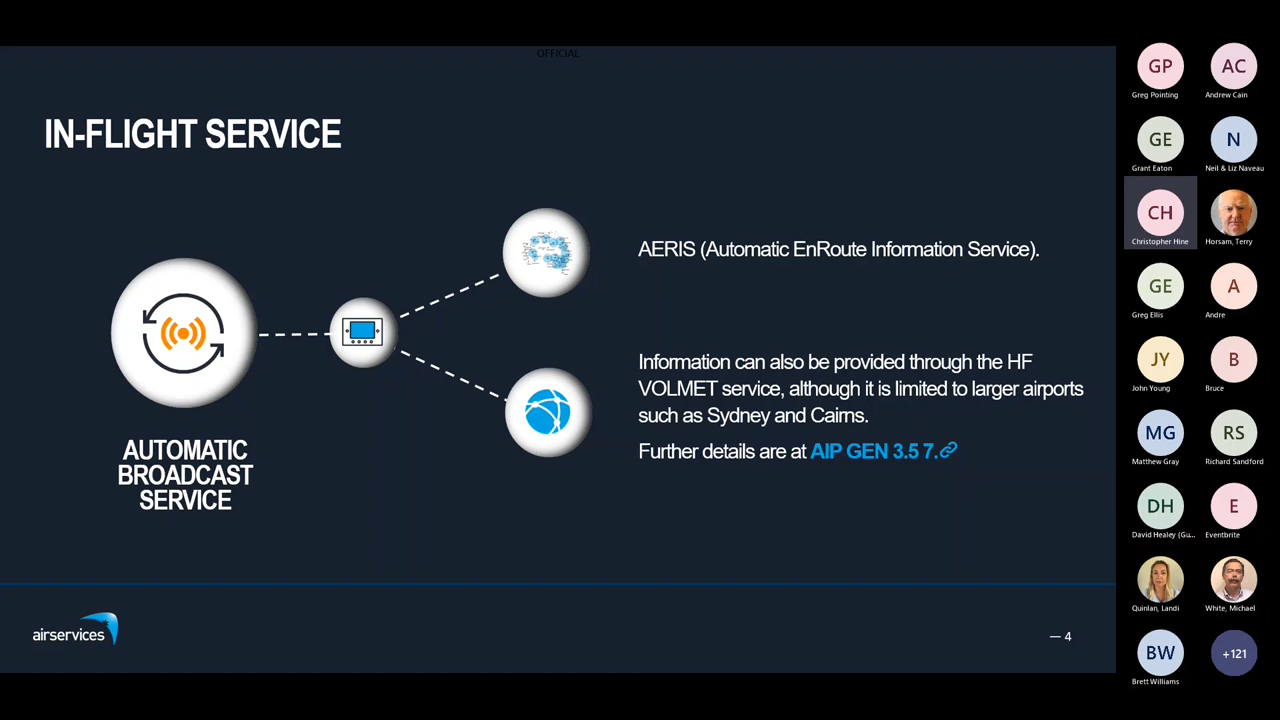 OFFICIAL
IN-FLIGHT SERVICE
AERIS (Automatic EnRoute Information Service).
AUTOMATIC
BROADCAST
SERVICE
Information can also be provided through the HF
VOLMET service, although it is limited to larger airports
such as Sydney and Cairns.
Further details are at AIP GEN 3.5 7.
airservices
— 4
GP
Greg Pointing
AC
Andrew Cain
GE
Grant Eaton
N
Neil & Liz Naveau
CH
Christopher Hine
Horsam, Terry
GE
Greg Ellis
A
Andre
JY
John Young
B
Bruce
MG
Matthew Gray
RS
Richard Sandford
DH
David Healey (Gu...
E
Eventbrite
Quinlan, Landi
White, Michael
BW
Brett Williams
+121